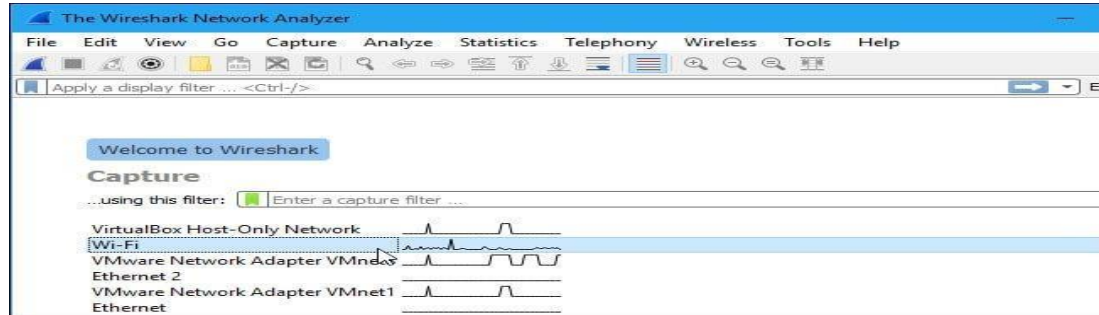 The Wireshark Network Analyzer
File Edit View Go Capture Analyze Statistics Telephony Wireless Tools Help
Apply a display filter ... <Ctrl-/>
Welcome to Wireshark
Capture
...using this filter: Enter a capture filter ...
VirtualBox Host-Only Network
Wi-Fi
VMware Network Adapter
Ethernet 2
VMware Network Adapter VMnet1
Ethernet